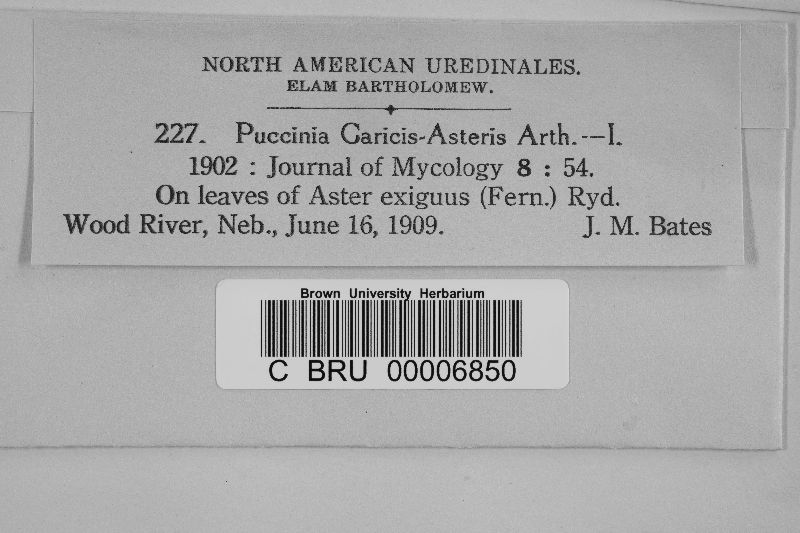 NORTH AMERICAN UREDINALES.
ELAM BARTHOLOMEW.
227. Puccinia Caricis-Asteris Arth.--I.
1902 : Journal of Mycology 8 : 54.
On leaves of Aster exiguus (Fern.) Ryd.
Wood River, Neb., June 16, 1909. J. M. Bates
Brown University Herbarium
C BRU 00006850